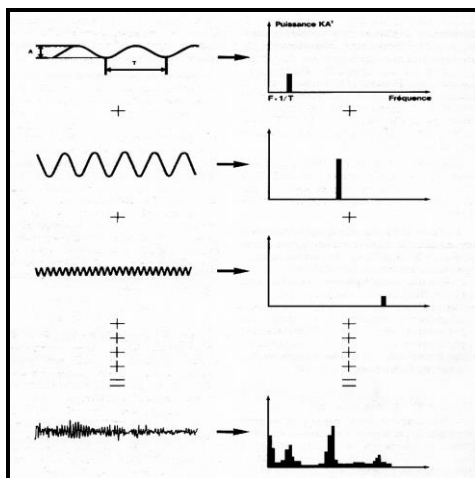 Puissance KA²
A
T
F = 1/T
Fréquence
+
+
+
+
+
+
+
+
+
+
+
+
=
=